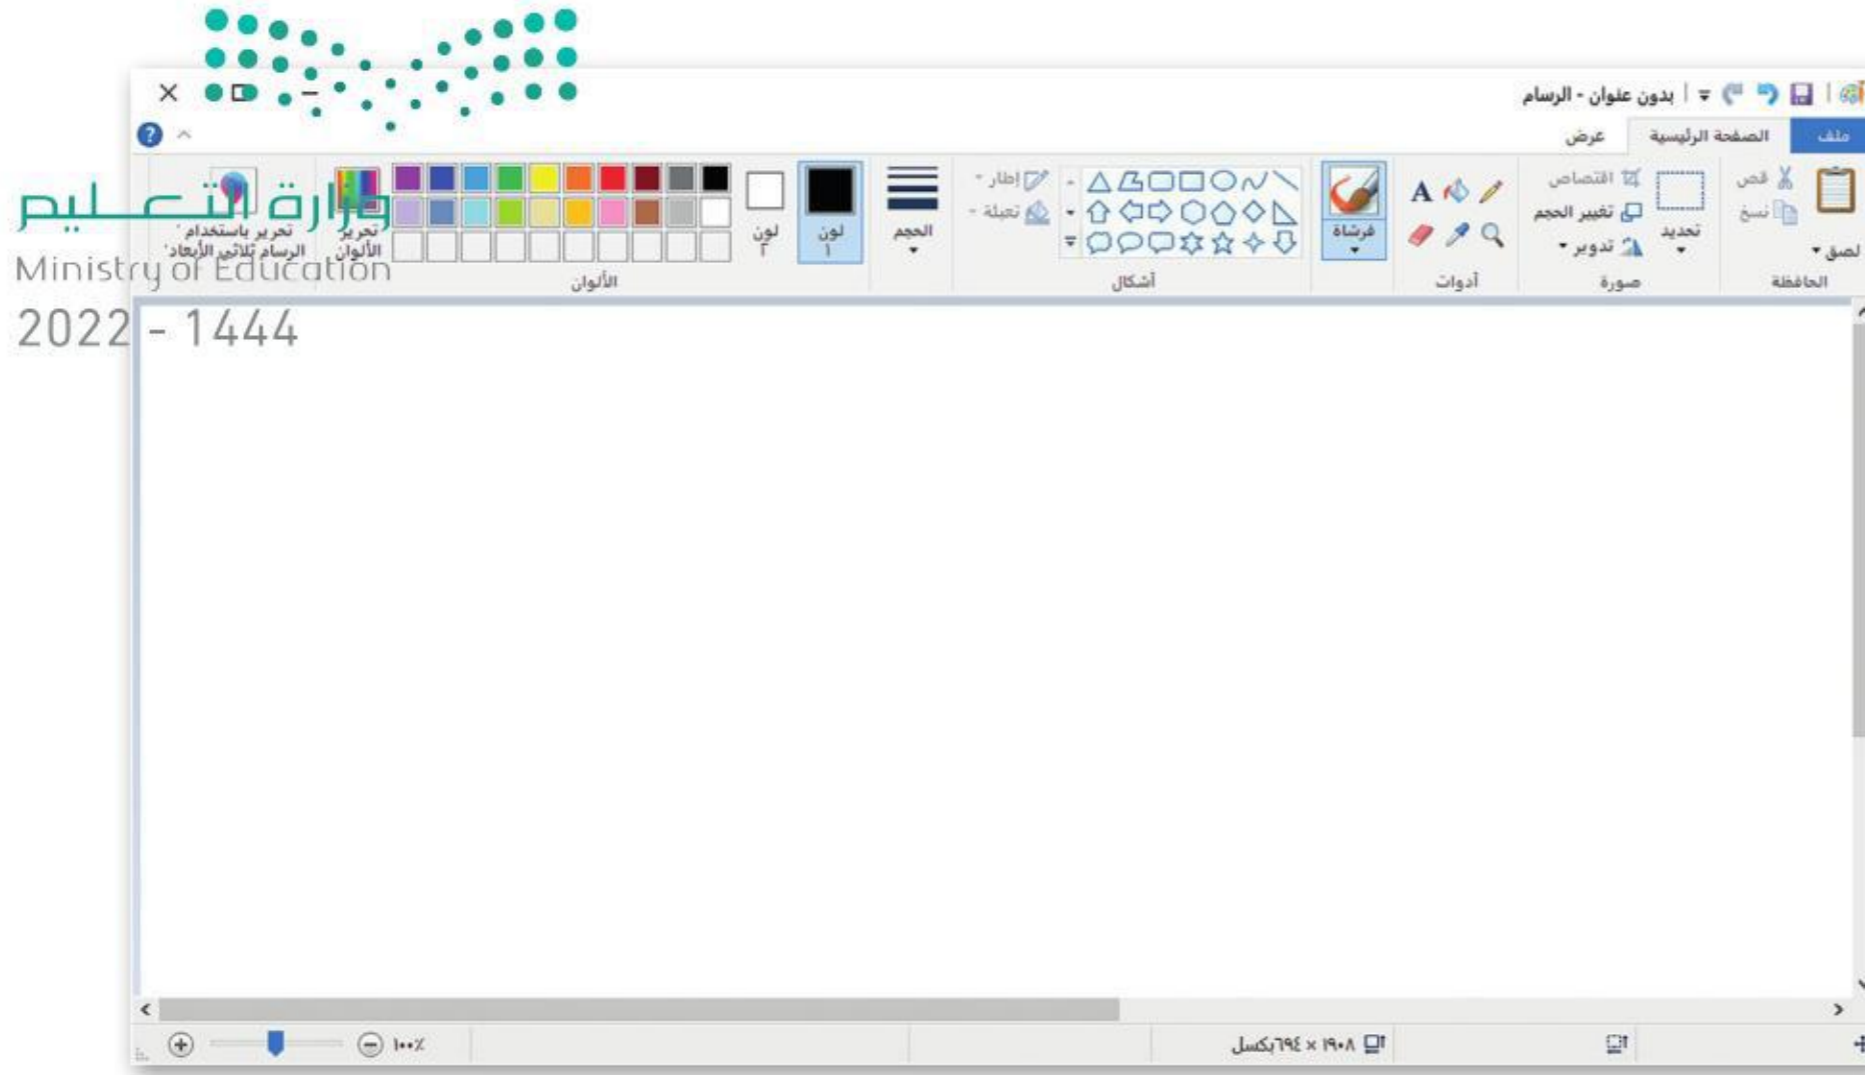 بدون عنوان - الرسام
ملف
الصفحة الرئيسية
عرض
لصق
قص
نسخ
الحافظة
تحديد
اقتصاص
تغيير الحجم
تدوير
صورة
A
أدوات
فرشاة
أشكال
إطار
تعبئة
الحجم
لون
١
لون
٢
تحرير
الألوان
الألوان
تحرير باستخدام
الرسام ثلاثي الأبعاد
وزارة التعليم
Ministry of Education
2022 - 1444
١٩٠٨ × ٦٩٤بكسل
١٠٠٪